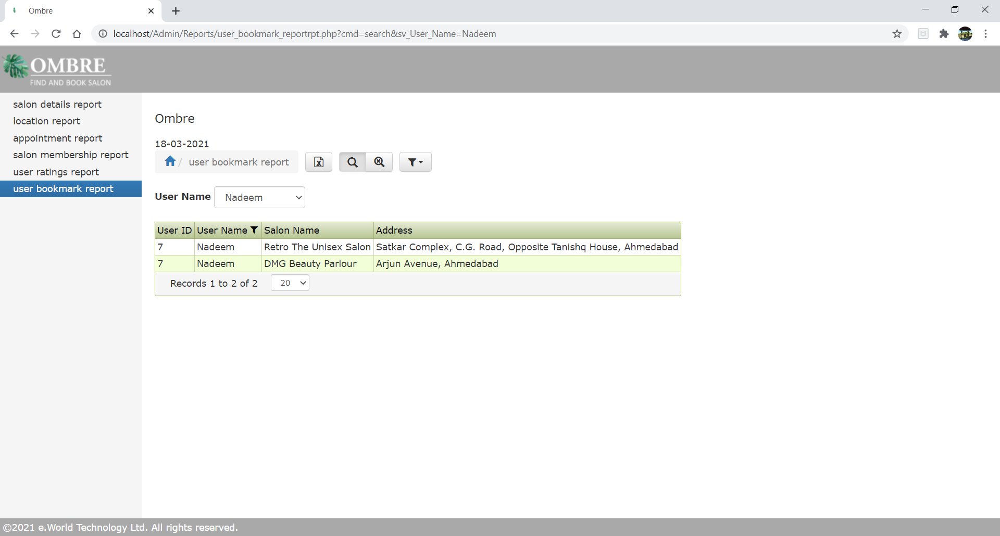 Ombre
localhost/Admin/Reports/user_bookmark_reportrpt.php?cmd=search&sv_User_Name=Nadeem
OMBRE
FIND AND BOOK SALON
salon details report
location report
appointment report
salon membership report
user ratings report
user bookmark report
Ombre
18-03-2021
/ user bookmark report
User Name Nadeem
User ID User Name Salon Name Address
7 Nadeem Retro The Unisex Salon Satkar Complex, C.G. Road, Opposite Tanishq House, Ahmedabad
7 Nadeem DMG Beauty Parlour Arjun Avenue, Ahmedabad
Records 1 to 2 of 2 20
©2021 e.World Technology Ltd. All rights reserved.